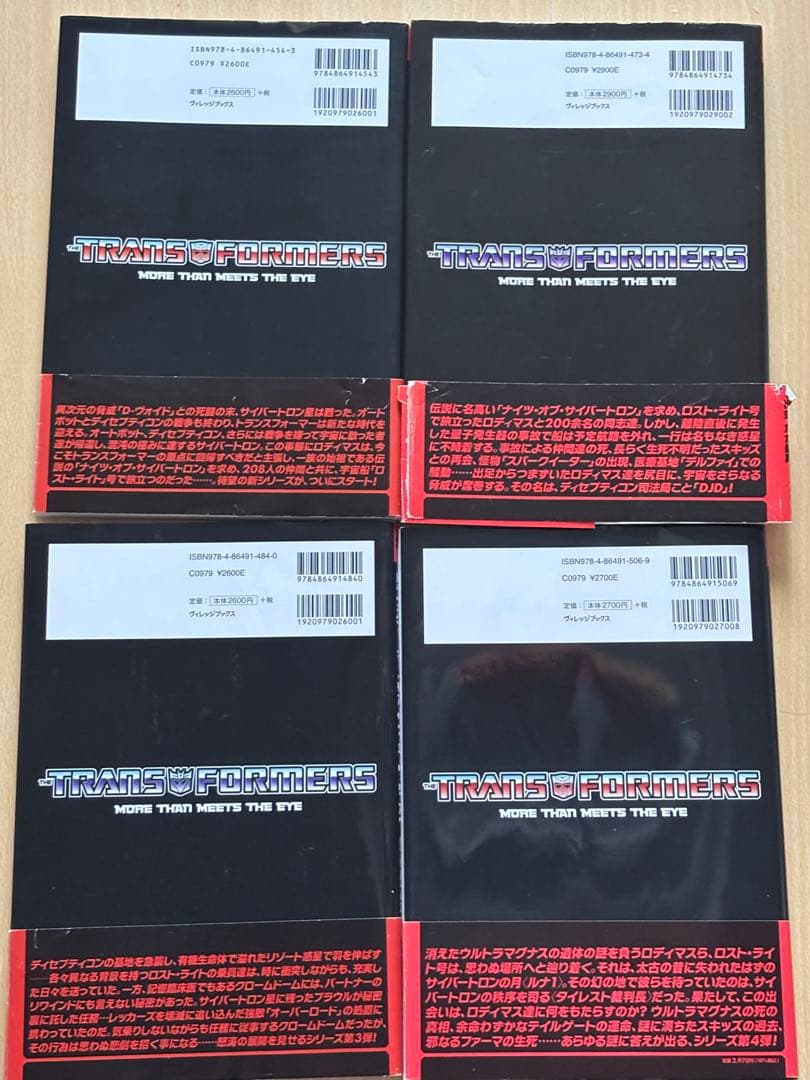 ISBN978-4-86491-454-3
C0979 ¥2600E
9784864914543
定価：本体2600円＋税
ヴィレッジブックス
1920979026001
THE TRANSFORMERS
MORE THAN MEETS THE EYE
異次元の脅威「D-ヴォイド」との死闘の末、サイバートロン星は甦った。オート
ボットとディセプティコンの戦争も終わり、トランスフォーマーは新たな時代を
迎える。オートボット、ディセプティコン、さらには戦争を嫌って宇宙に散った者
達が帰還し、混沌の極みに達するサイバートロン。この事態にロディマスは、今
こそトランスフォーマーの原点に回帰すべきだと主張し、一族の始祖である伝
説の「ナイツ・オブ・サイバートロン」を求め、208人の仲間と共に、宇宙船「ロ
スト・ライト」号で旅立つのだった……。待望の新シリーズが、ついにスタート！
ISBN978-4-86491-473-4
C0979 ¥2900E
9784864914734
定価：本体2900円＋税
ヴィレッジブックス
1920979029002
THE TRANSFORMERS
MORE THAN MEETS THE EYE
伝説に名高い「ナイツ・オブ・サイバートロン」を求め、ロスト・ライト号
で旅立ったロディマスと200余名の同志達。しかし、離陸直後に発生
した量子発生器の事故で船は予定航路を外れ、一行は名もなき惑星
に不時着する。事故による仲間達の死、長らく生死不明だったスキッズ
との再会、怪物「スパークイーター」の出現、医療基地「デルファイ」での
騒動……出足からつまずいたロディマス達を尻目に、宇宙をさらなる
脅威が席巻する。その名は、ディセプティコン司法局こと「DJD」！
ISBN978-4-86491-484-0
C0979 ¥2600E
9784864914840
定価：本体2600円＋税
ヴィレッジブックス
1920979026001
THE TRANSFORMERS
MORE THAN MEETS THE EYE
ディセプティコンの基地を急襲し、有機生命体で溢れたリゾート惑星で羽を伸ばす
――各々異なる背景を持つロスト・ライトの乗員達は、時に衝突しながらも、充実し
た日々を送っていた。一方、記憶臨床医でもあるクロームドームには、パートナーの
リワインドにも言えない秘密があった。サイバートロン星に残ったプラウルが秘密
裏に託した任務…レッカーズを壊滅に追い込んだ強敵「オーバーロード」の処置に
携わっていたのだ。気乗りしないながらも任務に従事するクロームドームだったが、
その行為は思わぬ悲劇を招く事になる……怒濤の展開を見せるシリーズ第3弾！
ISBN978-4-86491-506-9
C0979 ¥2700E
9784864915069
定価：本体2700円＋税
ヴィレッジブックス
1920979027008
THE TRANSFORMERS
MORE THAN MEETS THE EYE
消えたウルトラマグナスの遺体の謎を負うロディマスら、ロスト・ライ
ト号は、思わぬ場所へと辿り着く。それは、太古の昔に失われたはずの
サイバートロンの月〈ルナ1〉。その幻の地で彼らを待っていたのは、サイ
バートロンの秩序を司る〈タイレスト裁判長〉だった。果たして、この出
会いは、ロディマス達に何をもたらすのか？ ウルトラマグナスの死の
真相、余命わずかなテイルゲートの運命、謎に満ちたスキッズの過去、
邪なるファーマの生死……あらゆる謎に答えが出る、シリーズ第4弾！
定価 2,970円（10%税込）